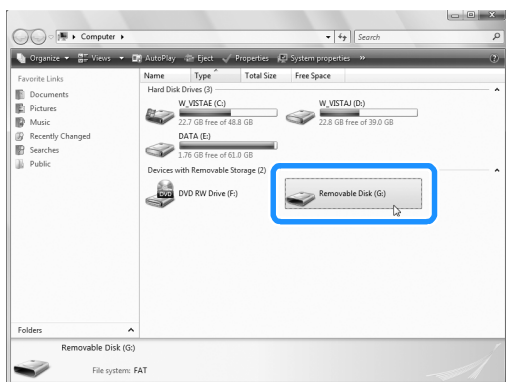 Computer
Search
Organize Views AutoPlay Eject Properties System properties »
Favorite Links
Documents
Pictures
Music
Recently Changed
Searches
Public
Folders
Name Type Total Size Free Space
Hard Disk Drives (3)
W_VISTAE (C:)
22.7 GB free of 48.8 GB
W_VISTAJ (D:)
22.8 GB free of 39.0 GB
DATA (E:)
1.76 GB free of 61.0 GB
Devices with Removable Storage (2)
DVD
DVD RW Drive (F:)
Removable Disk (G:)
Removable Disk (G:)
File system: FAT